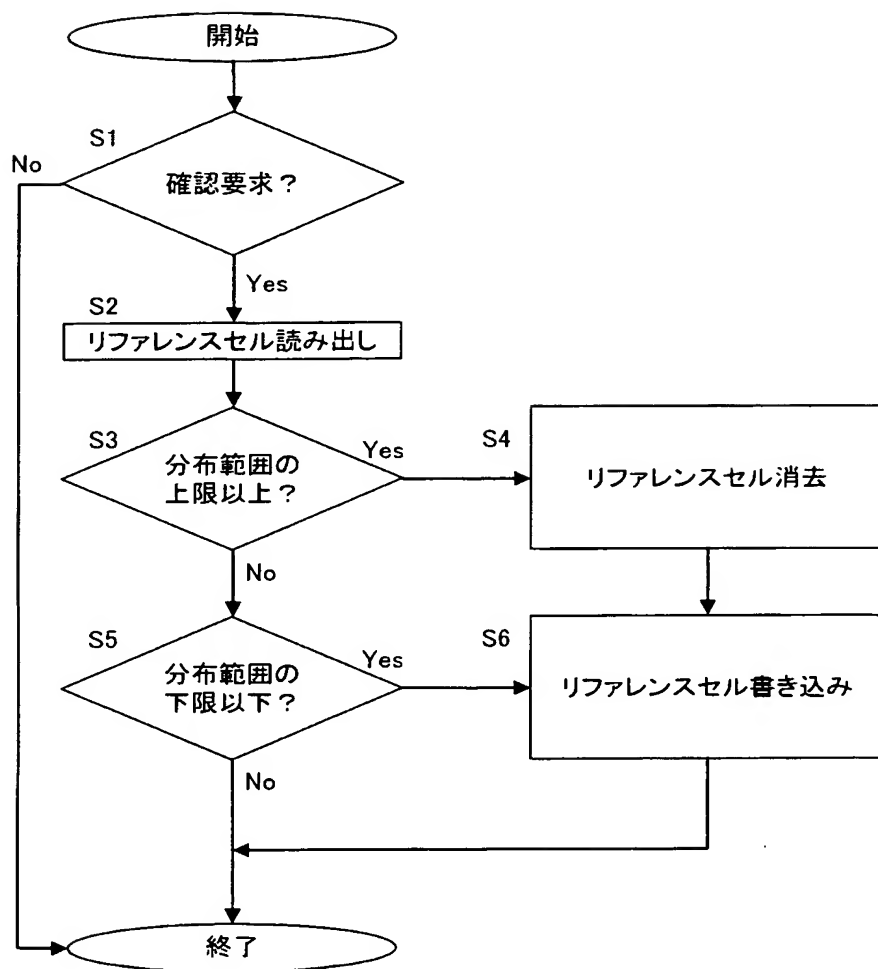 開始
S1
No
確認要求？
Yes
S2
リファレンスセル読み出し
S3
分布範囲の
上限以上？
Yes
S4
リファレンスセル消去
No
S5
分布範囲の
下限以下？
Yes
S6
リファレンスセル書き込み
No
終了